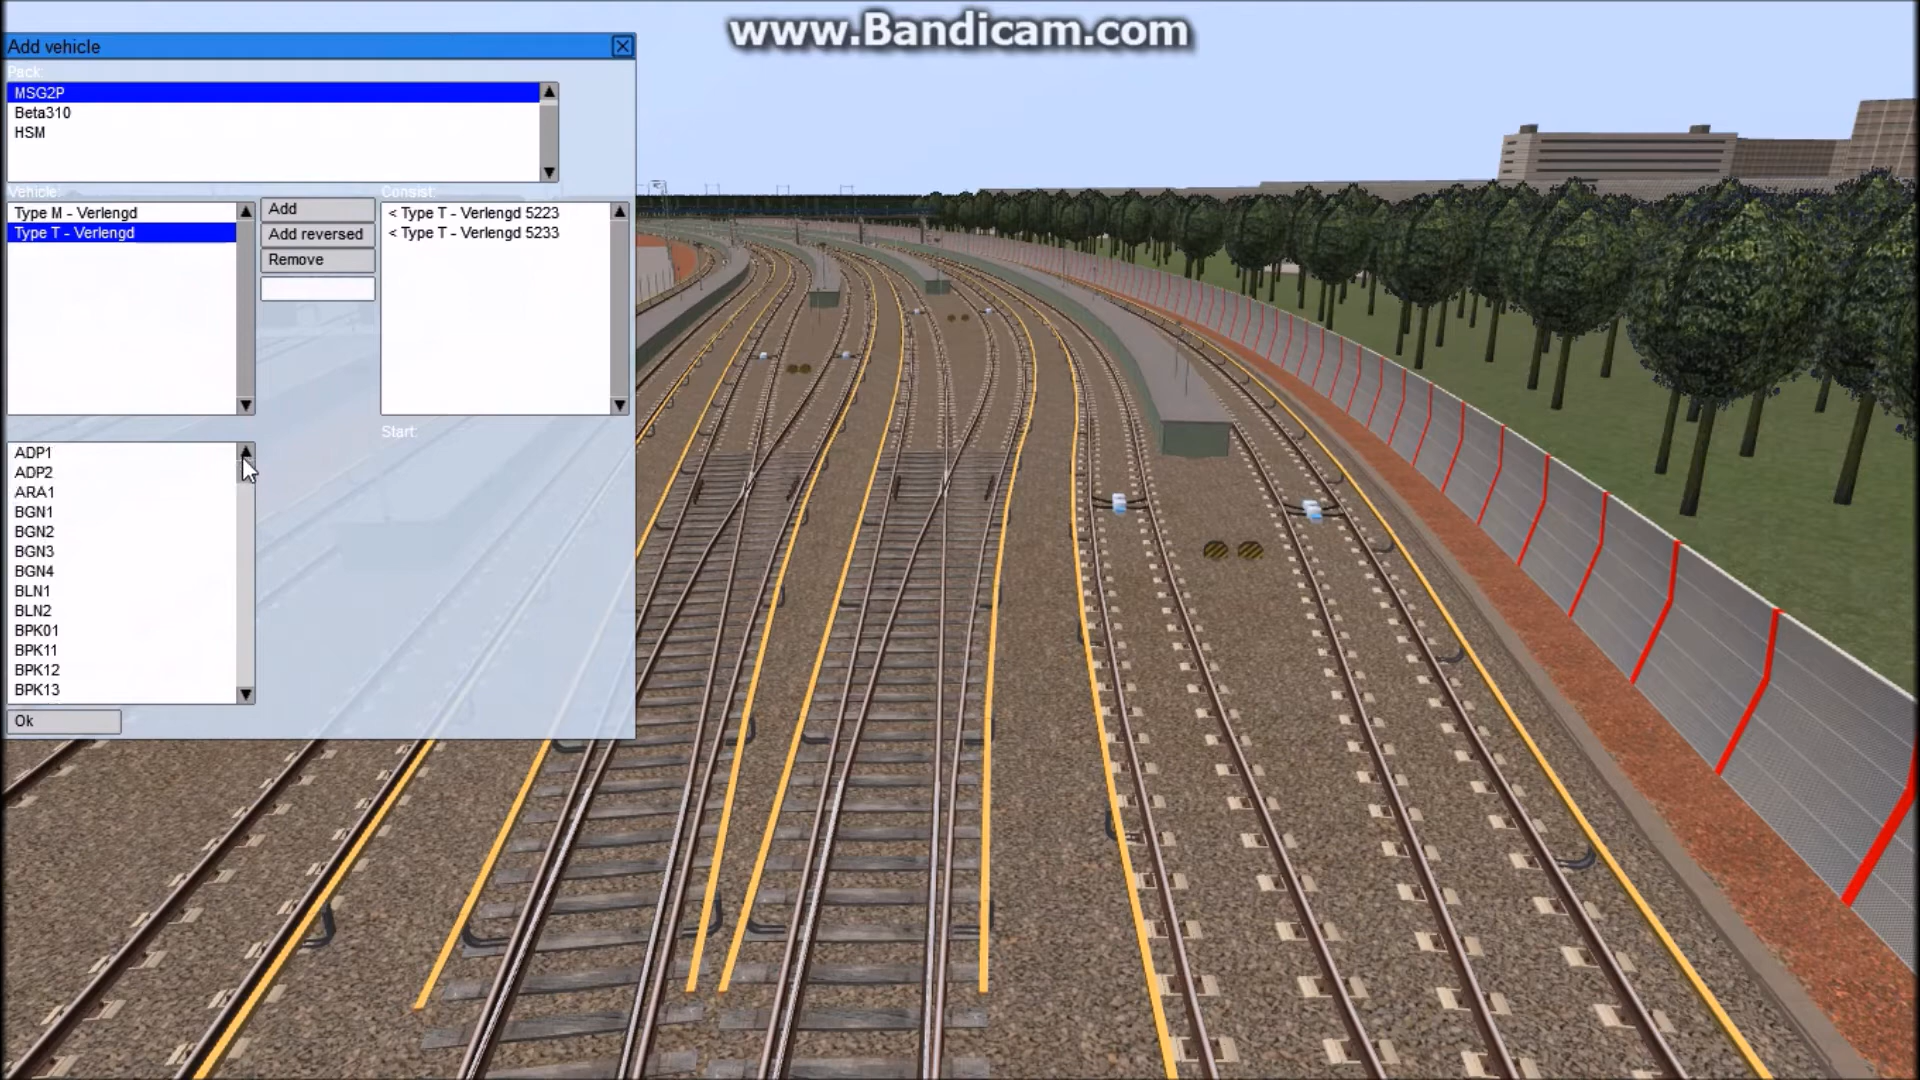 www.Bandicam.com
Add vehicle
Pack:
MSG2P
Beta310
HSM
Vehicle:
Type M - Verlengd
Type T - Verlengd
Add
Add reversed
Remove
Consist:
< Type T - Verlengd 5223
< Type T - Verlengd 5233
Start:
ADP1
ADP2
ARA1
BGN1
BGN2
BGN3
BGN4
BLN1
BLN2
BPK01
BPK11
BPK12
BPK13
Ok